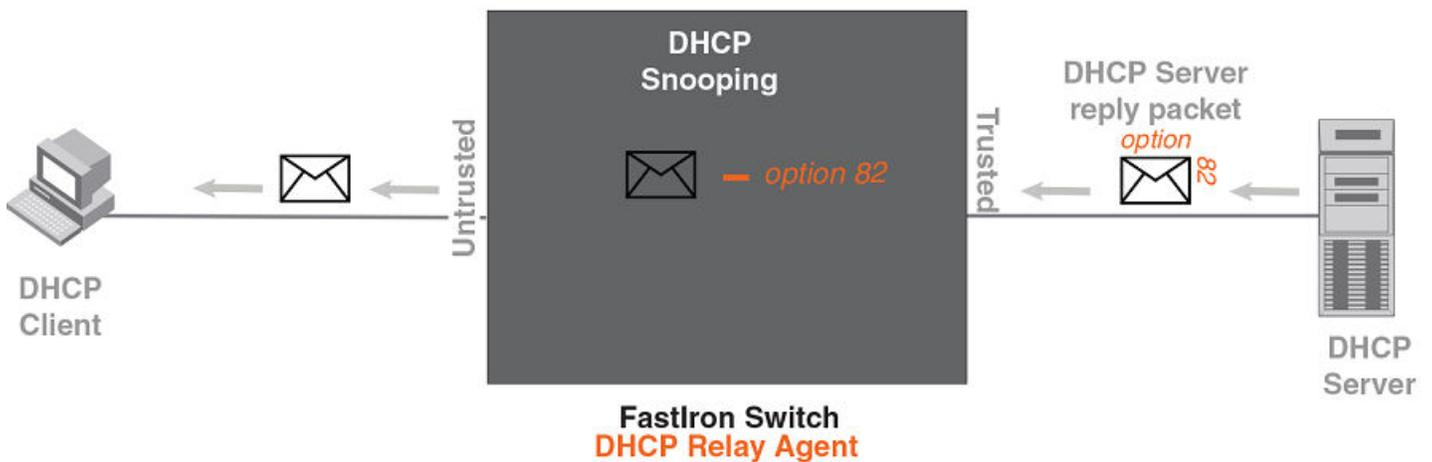 DHCP
Snooping
DHCP Server
reply packet
option
82
Untrusted
– option 82
Trusted
DHCP
Client
DHCP
Server
FastIron Switch
DHCP Relay Agent